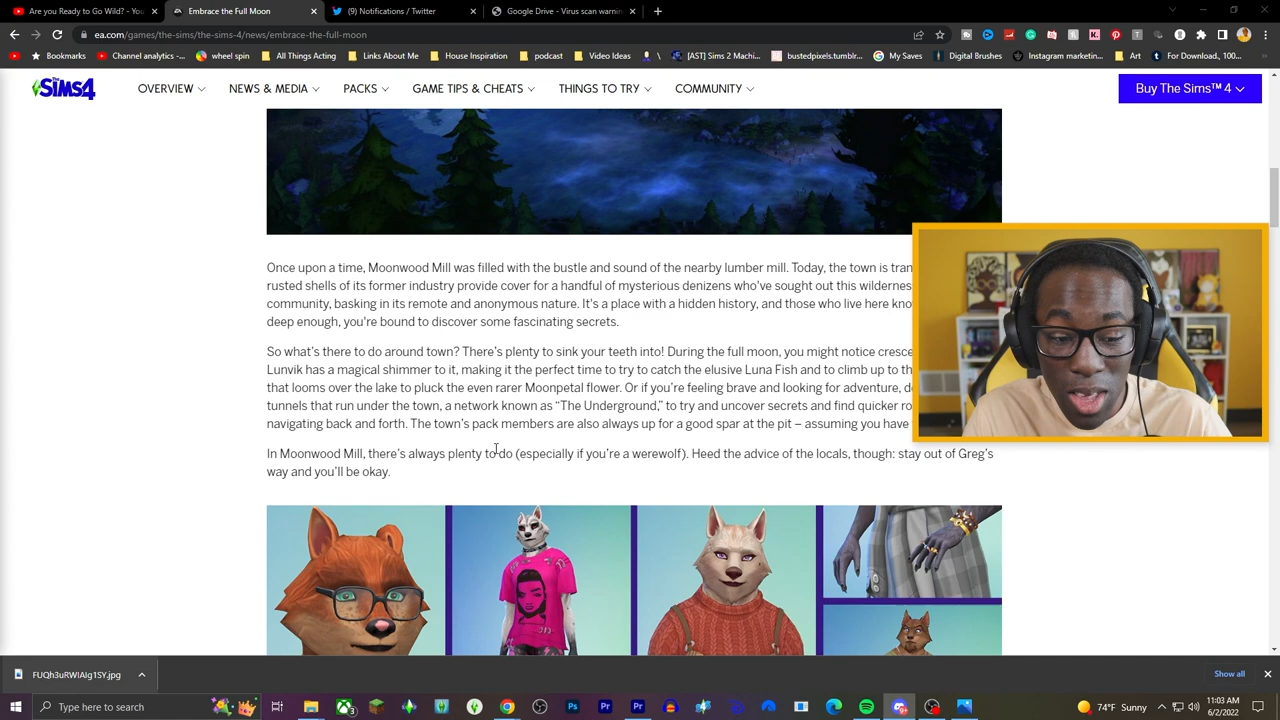 Are you Ready to Go Wild? - You
Embrace the Full Moon
(9) Notifications / Twitter
Google Drive - Virus scan warnin
ea.com/games/the-sims/the-sims-4/news/embrace-the-full-moon
Bookmarks
Channel analytics -...
wheel spin
All Things Acting
Links About Me
House Inspiration
podcast
Video Ideas
[AST] Sims 2 Machin...
bustedpixels.tumblr...
My Saves
Digital Brushes
Instagram marketin...
Art
For Download,, 100...
The SIMS 4
OVERVIEW
NEWS & MEDIA
PACKS
GAME TIPS & CHEATS
THINGS TO TRY
COMMUNITY
Buy The Sims™ 4
Once upon a time, Moonwood Mill was filled with the bustle and sound of the nearby lumber mill. Today, the town is tran
rusted shells of its former industry provide cover for a handful of mysterious denizens who've sought out this wilderness
community, basking in its remote and anonymous nature. It's a place with a hidden history, and those who live here kno
deep enough, you're bound to discover some fascinating secrets.
So what's there to do around town? There's plenty to sink your teeth into! During the full moon, you might notice cresce
Lunvik has a magical shimmer to it, making it the perfect time to try to catch the elusive Luna Fish and to climb up to th
that looms over the lake to pluck the even rarer Moonpetal flower. Or if you're feeling brave and looking for adventure, d
tunnels that run under the town, a network known as “The Underground,” to try and uncover secrets and find quicker ro
navigating back and forth. The town's pack members are also always up for a good spar at the pit – assuming you have
In Moonwood Mill, there's always plenty to do (especially if you're a werewolf). Heed the advice of the locals, though: stay out of Greg's
way and you'll be okay.
FUQh3uRWIAIg1SY.jpg
Show all
Type here to search
74°F Sunny
11:03 AM
6/2/2022